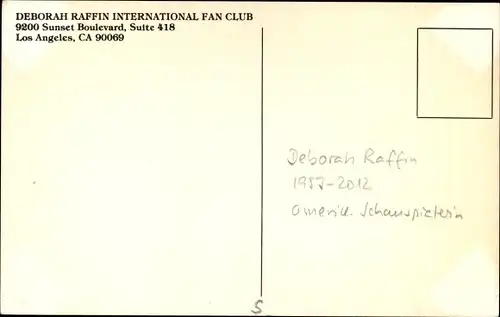 DEBORAH RAFFIN INTERNATIONAL FAN CLUB
9200 Sunset Boulevard, Suite 418
Los Angeles, CA 90069
Deborah Raffin
1953-2012
americ. Schauspielerin
S